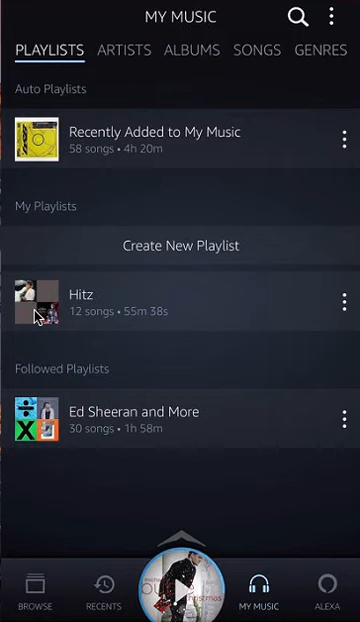 MY MUSIC
PLAYLISTS ARTISTS ALBUMS SONGS GENRES
Auto Playlists
Recently Added to My Music
58 songs • 4h 20m
My Playlists
Create New Playlist
Hitz
12 songs • 55m 38s
Followed Playlists
Ed Sheeran and More
30 songs • 1h 58m
christmas
BROWSE RECENTS MY MUSIC ALEXA